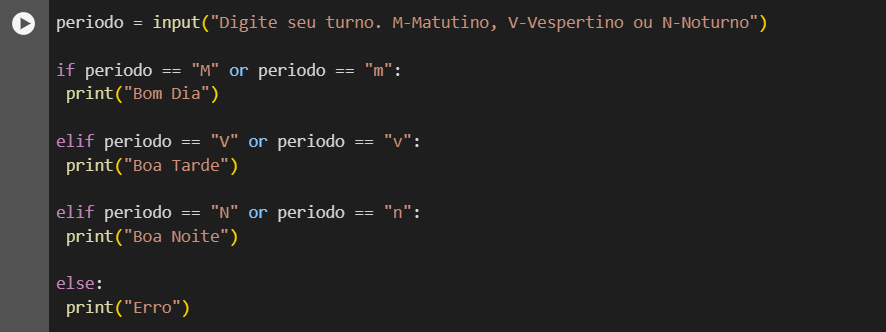 periodo = input("Digite seu turno. M-Matutino, V-Vespertino ou N-Noturno")
if periodo == "M" or periodo == "m":
print("Bom Dia")
elif periodo == "V" or periodo == "v":
print("Boa Tarde")
elif periodo == "N" or periodo == "n":
print("Boa Noite")
else:
print("Erro")